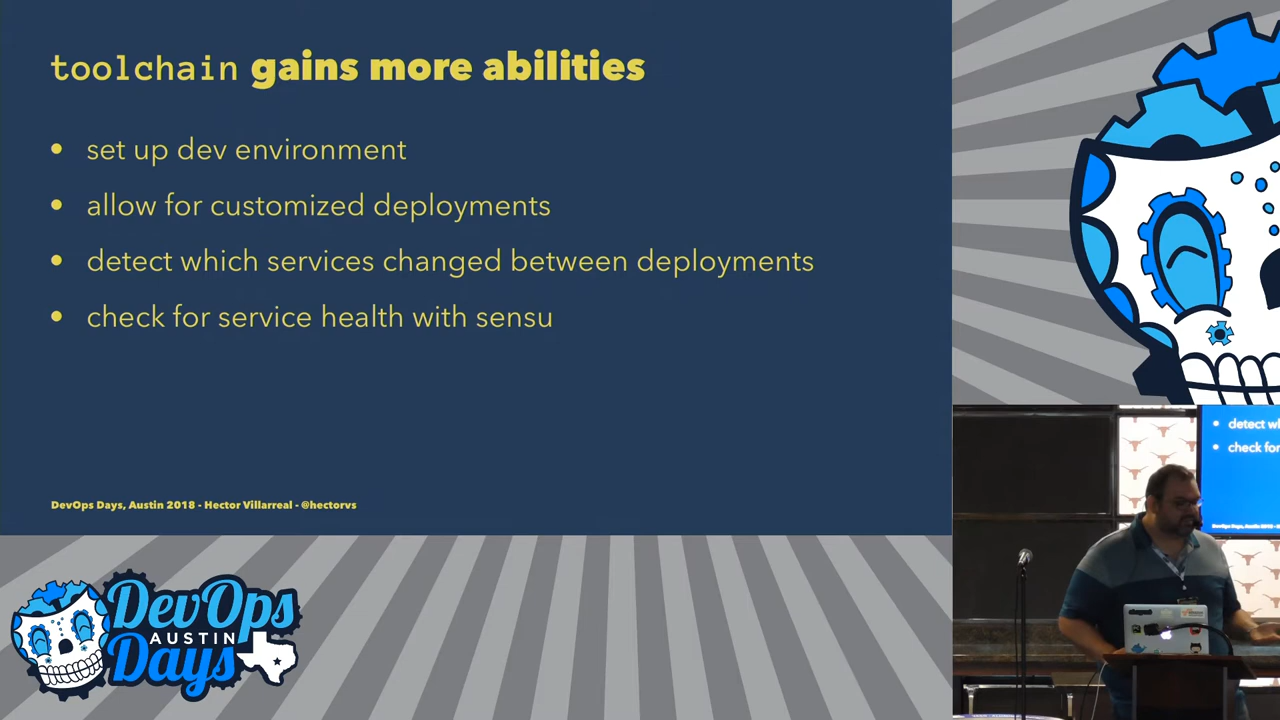 toolchain gains more abilities
• set up dev environment
• allow for customized deployments
• detect which services changed between deployments
• check for service health with sensu
DevOps Days, Austin 2018 - Hector Villarreal - @hectorvs
DevOps
AUSTIN
Days
• detect wh
• check for